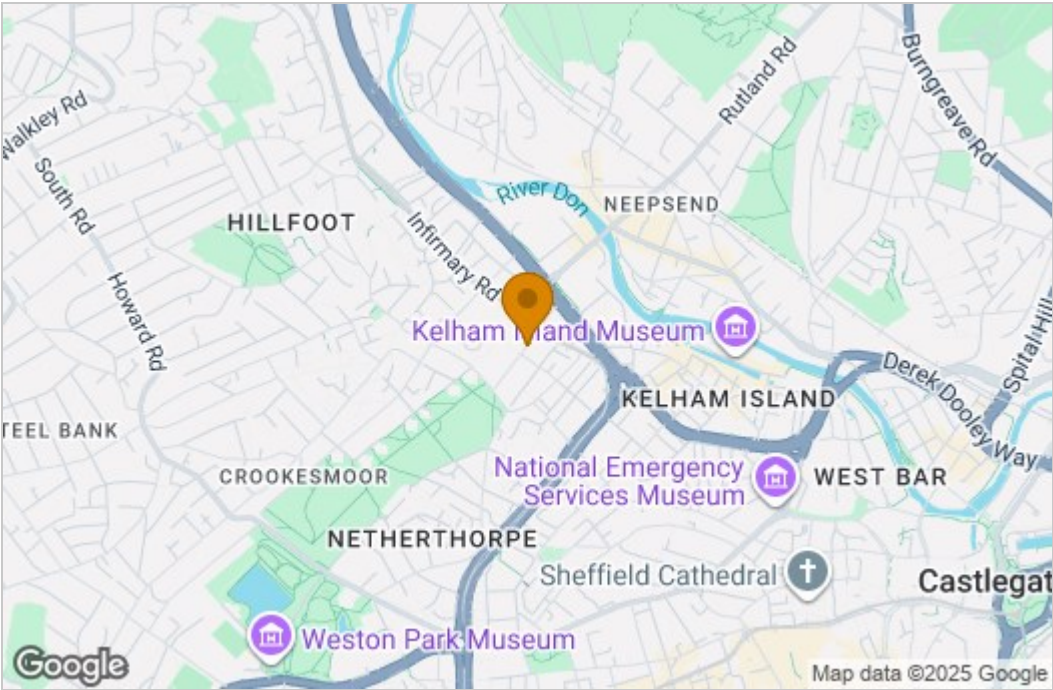 Rutland Rd
Burngreave Rd
Walkley Rd
South Rd
River Don
NEEPSEND
HILLFOOT
Infirmary Rd
Howard Rd
Kelham Island Museum
Spital Hill
Derek Dooley Way
KELHAM ISLAND
TEEL BANK
CROOKESMOOR
National Emergency
Services Museum
WEST BAR
NETHERTHORPE
Sheffield Cathedral
Castlegat
Weston Park Museum
Google
Map data ©2025 Google